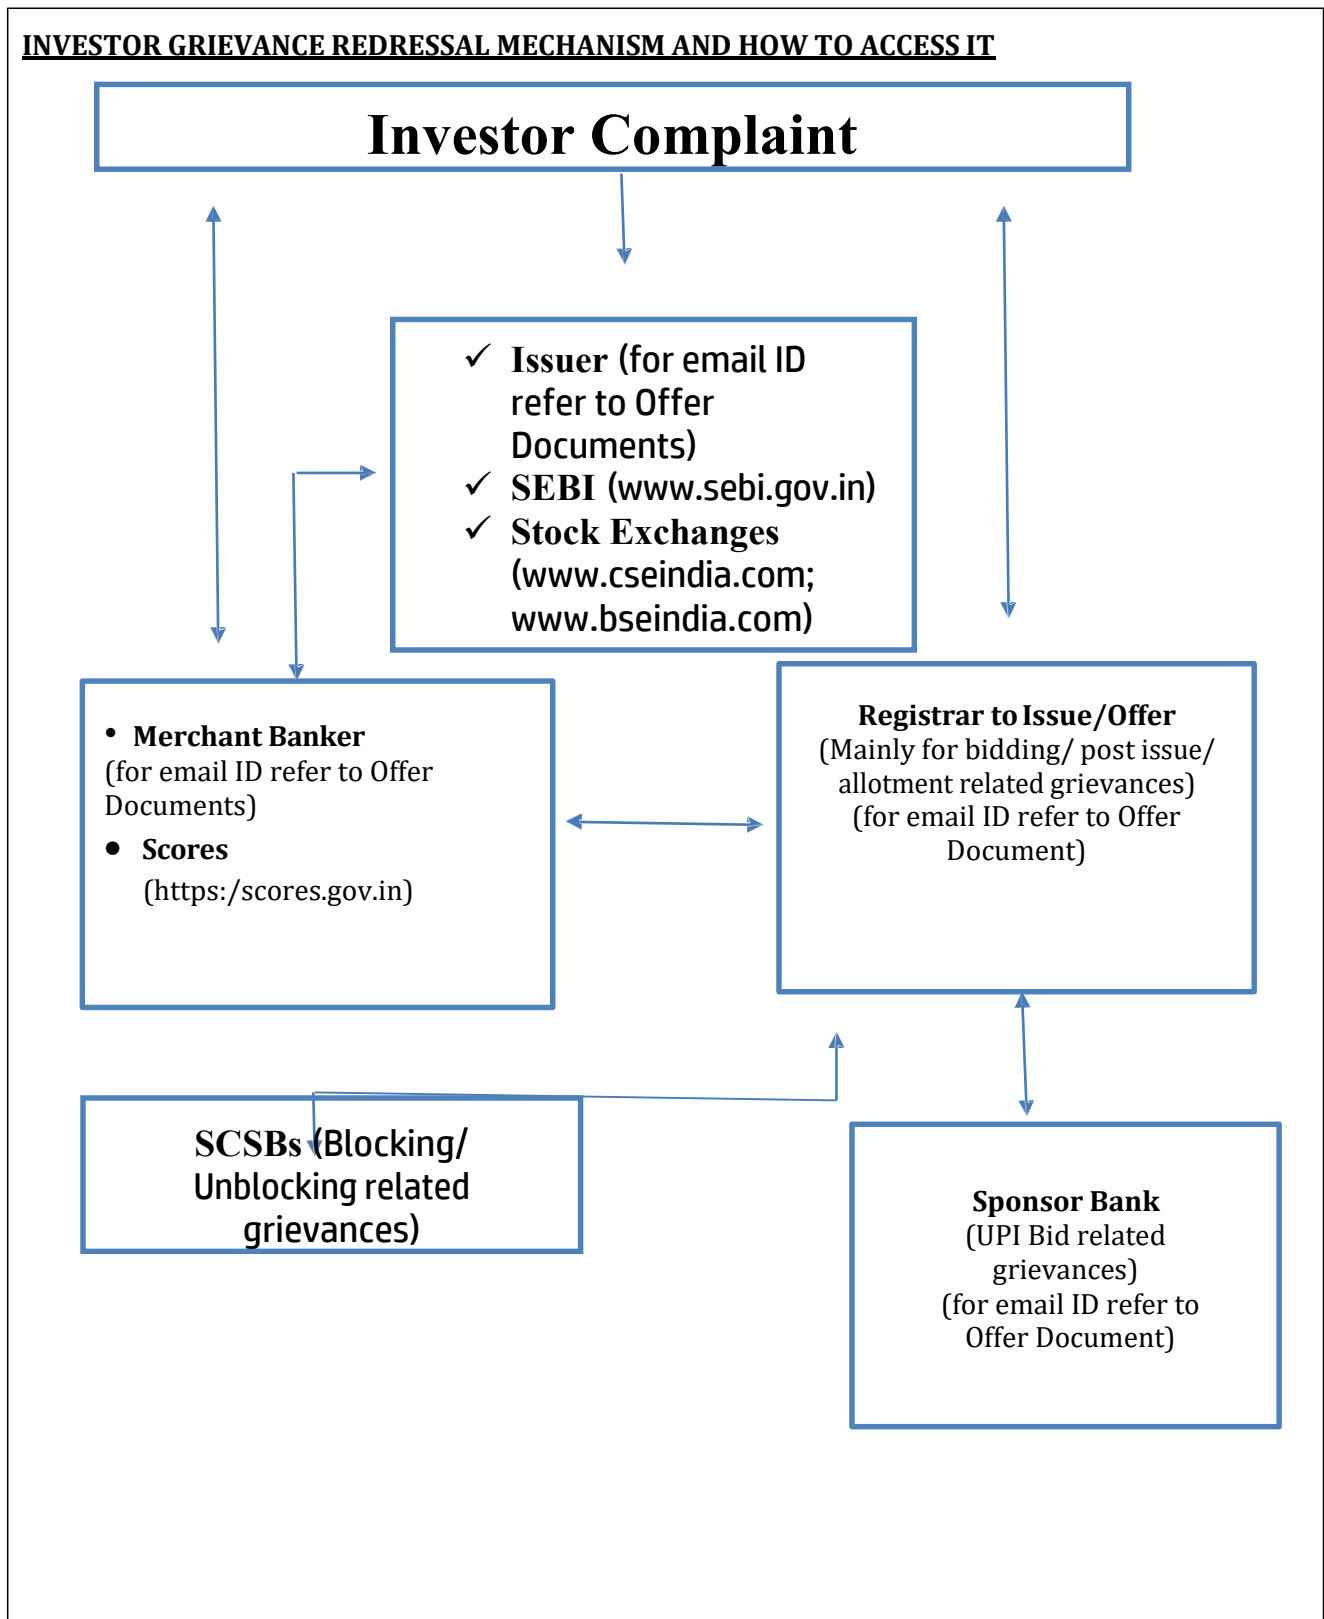 INVESTOR GRIEVANCE REDRESSAL MECHANISM AND HOW TO ACCESS IT
Investor Complaint
✓ Issuer (for email ID
refer to Offer
Documents)
✓ SEBI (www.sebi.gov.in)
✓ Stock Exchanges
(www.cseindia.com;
www.bseindia.com)
• Merchant Banker
(for email ID refer to Offer
Documents)
• Scores
(https:/scores.gov.in)
Registrar to Issue/Offer
(Mainly for bidding/ post issue/
allotment related grievances)
(for email ID refer to Offer
Document)
SCSBs (Blocking/
Unblocking related
grievances)
Sponsor Bank
(UPI Bid related
grievances)
(for email ID refer to
Offer Document)